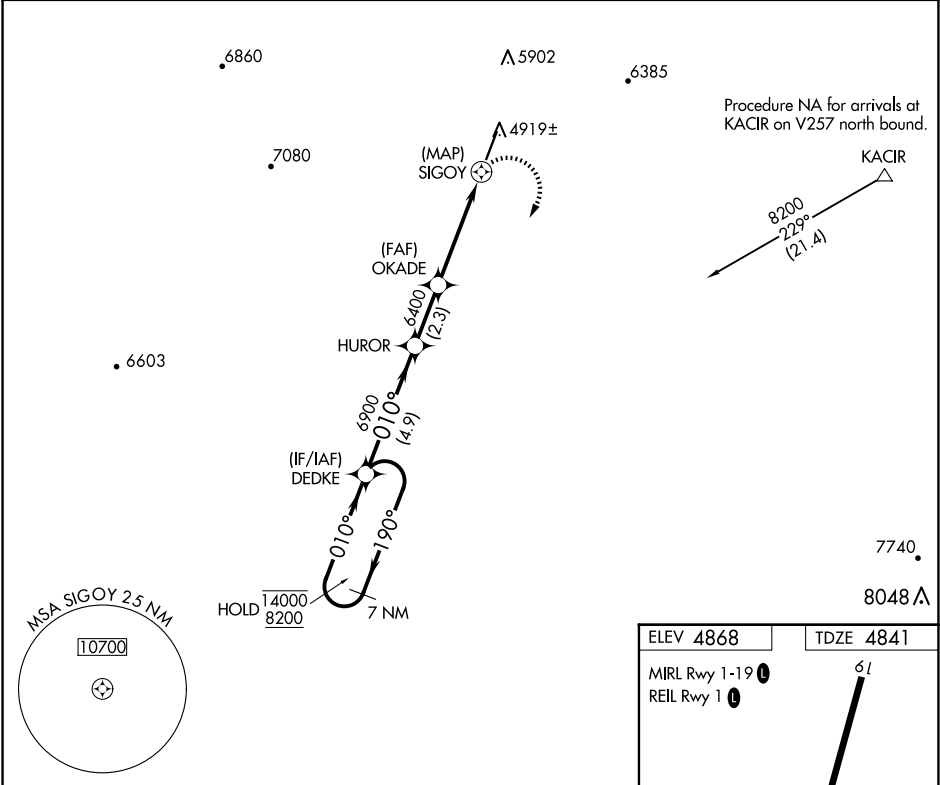 6860
5902
6385
Procedure NA for arrivals at
KACIR on V257 north bound.
4919±
7080
(MAP)
SIGOY
KACIR
8200
229°
(21.4)
(FAF)
OKADE
6400
(2.3)
HUROR
6603
6900
010°
(4.9)
(IF/IAF)
DEDKE
010°
190°
7740
8048
HOLD 14000
8200
7 NM
MSA SIGOY 25 NM
10700
ELEV 4868
TDZE 4841
MIRL Rwy 1-19 L
REIL Rwy 1 L
19